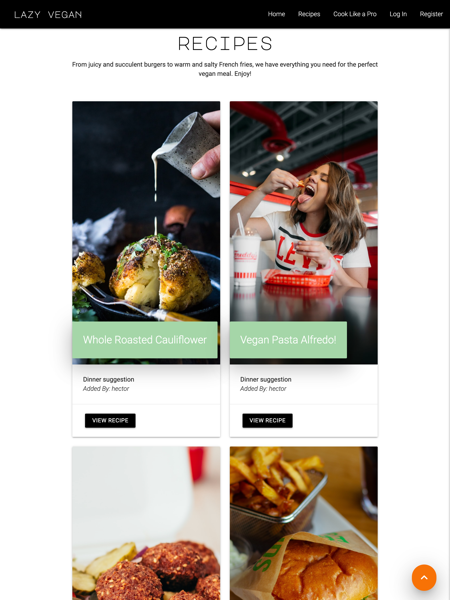 LAZY VEGAN
Home Recipes Cook Like a Pro Log In Register
RECIPES
From juicy and succulent burgers to warm and salty French fries, we have everything you need for the perfect
vegan meal. Enjoy!
Whole Roasted Cauliflower
Vegan Pasta Alfredo!
Dinner suggestion
Added By: hector
VIEW RECIPE
Dinner suggestion
Added By: hector
VIEW RECIPE